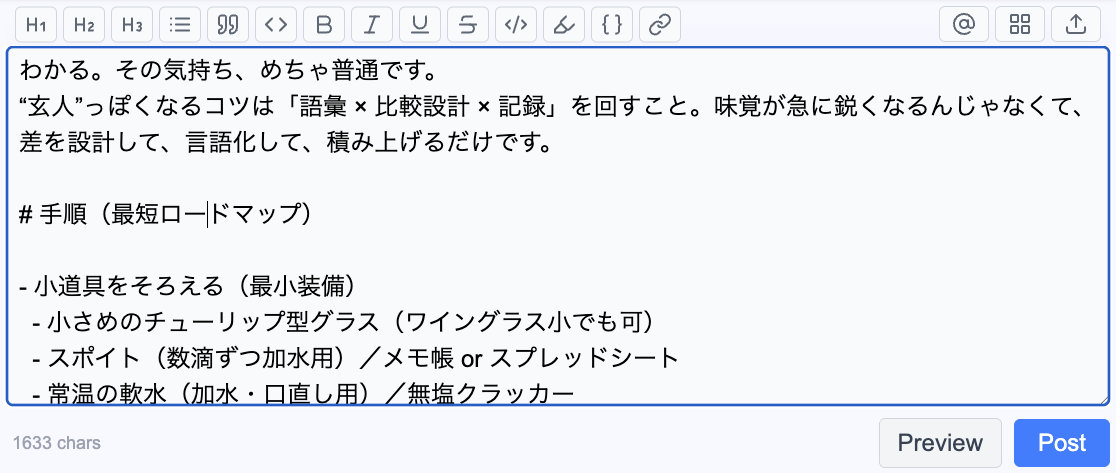 H1 H2 H3 B I U S </> {} @
わかる。その気持ち、めちゃ普通です。
“玄人”っぽくなるコツは「語彙 × 比較設計 × 記録」を回すこと。味覚が急に鋭くなるんじゃなくて、
差を設計して、言語化して、積み上げるだけです。
# 手順（最短ロードマップ）
- 小道具をそろえる（最小装備）
- 小さめのチューリップ型グラス（ワイングラス小でも可）
- スポイト（数滴ずつ加水用）／メモ帳 or スプレッドシート
- 常温の軟水（加水・口直し用）／無塩クラッカー
1633 chars
Preview Post